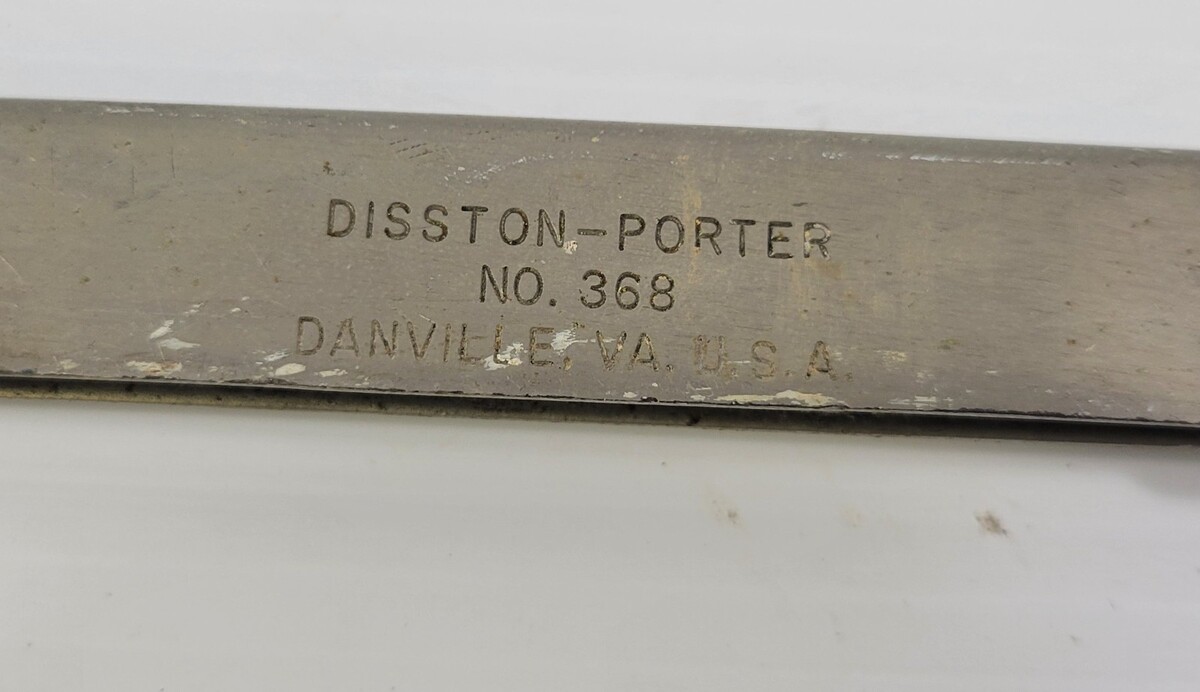 DISSTON-PORTER
NO. 368
DANVILLE, VA. U.S.A.